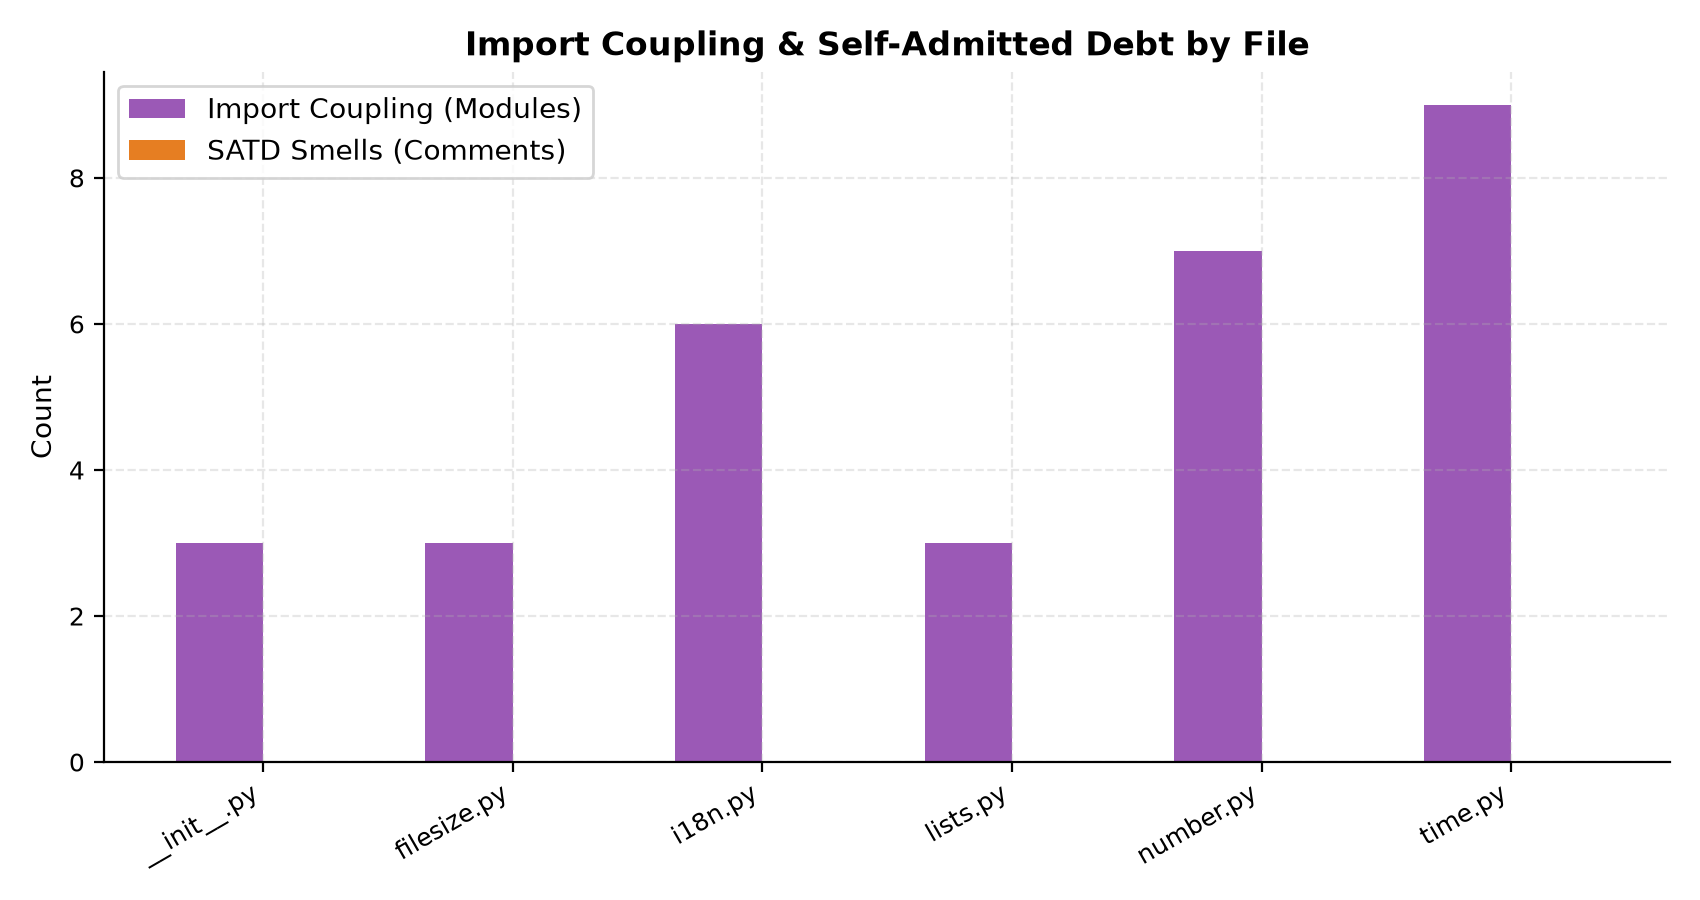 Import Coupling & Self-Admitted Debt by File
Import Coupling (Modules)
SATD Smells (Comments)
Count
8
6
4
2
0
__init__.py
filesize.py
i18n.py
lists.py
number.py
time.py